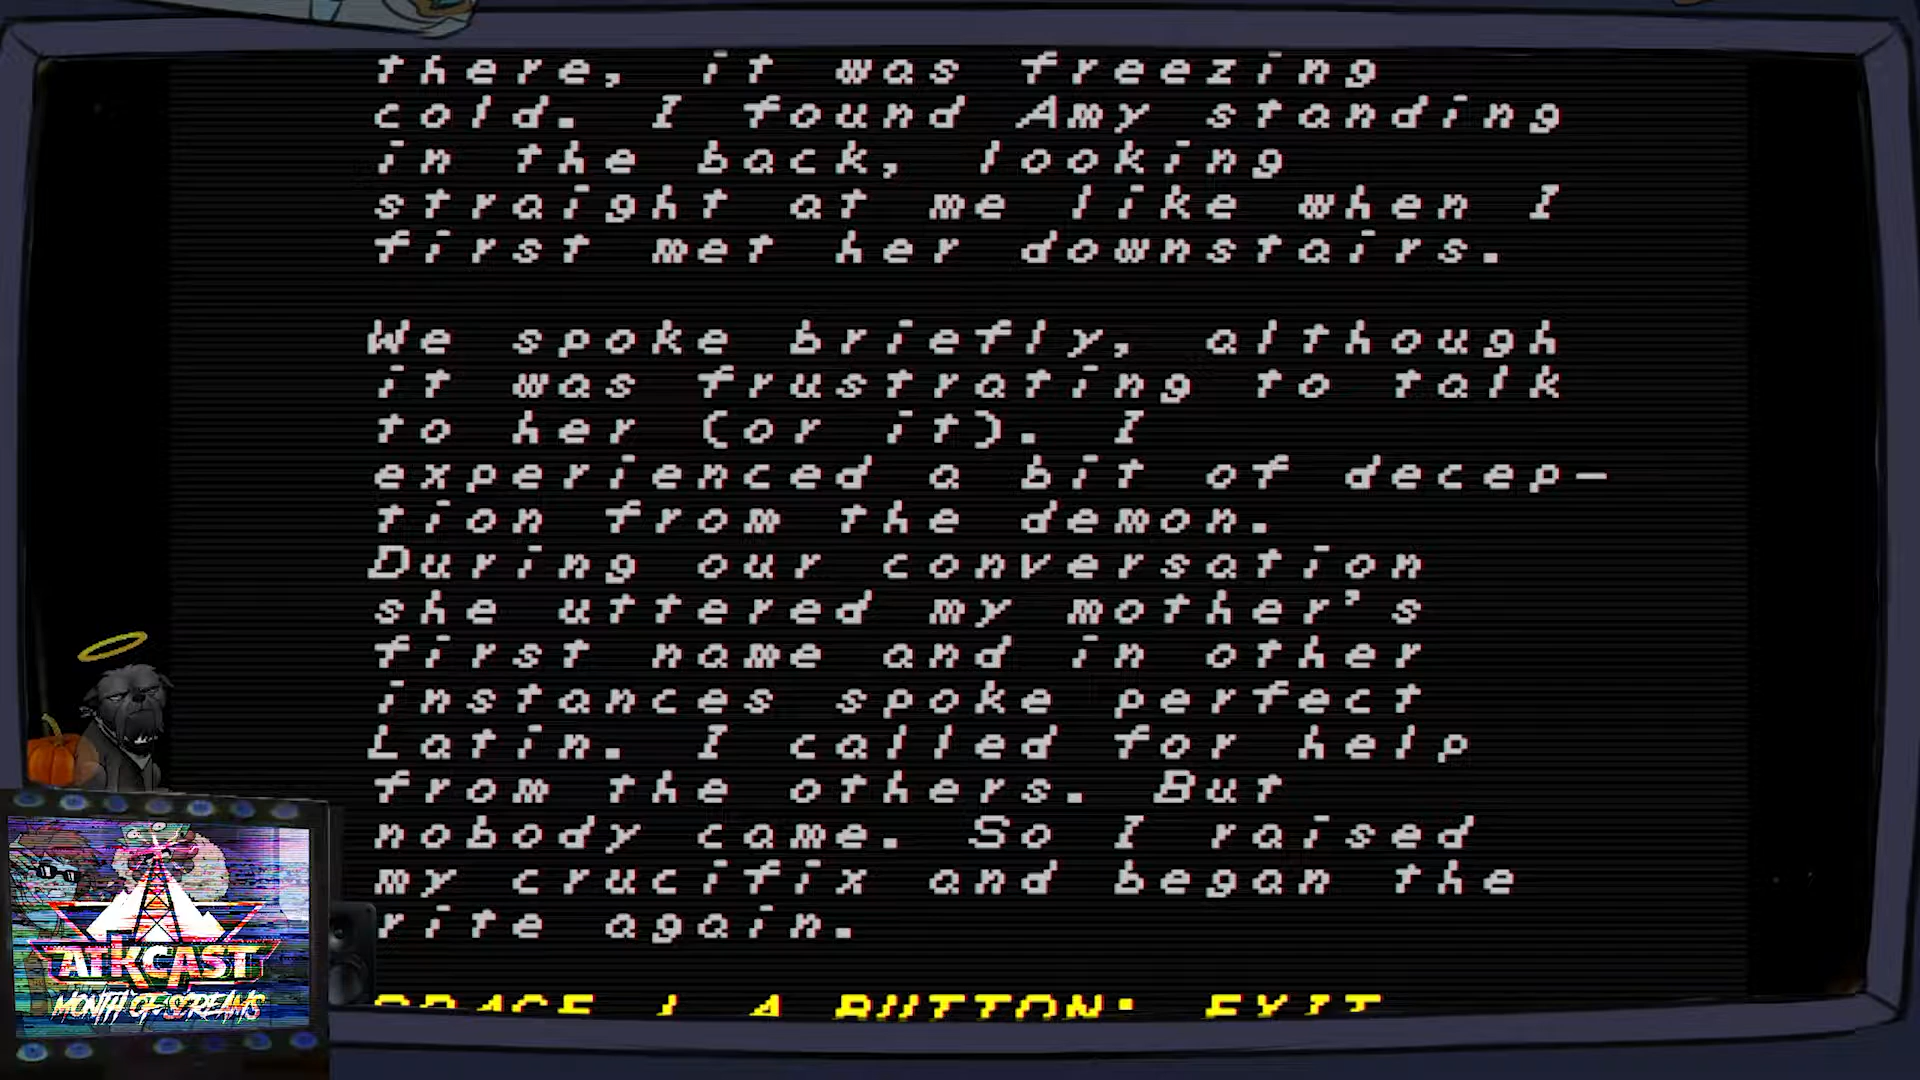 there, it was freezing
cold. I found Amy standing
in the back, looking
straight at me like when I
first met her downstairs.
We spoke briefly, although
it was frustrating to talk
to her (or it). I
experienced a bit of decep-
tion from the demon.
During our conversation
she uttered my mother's
first name and in other
instances spoke perfect
Latin. I called for help
from the others. But
nobody came. So I raised
my crucifix and began the
rite again.
SPACE / A BUTTON: EXIT
ATKCAST
MONTH OF SCREAMS